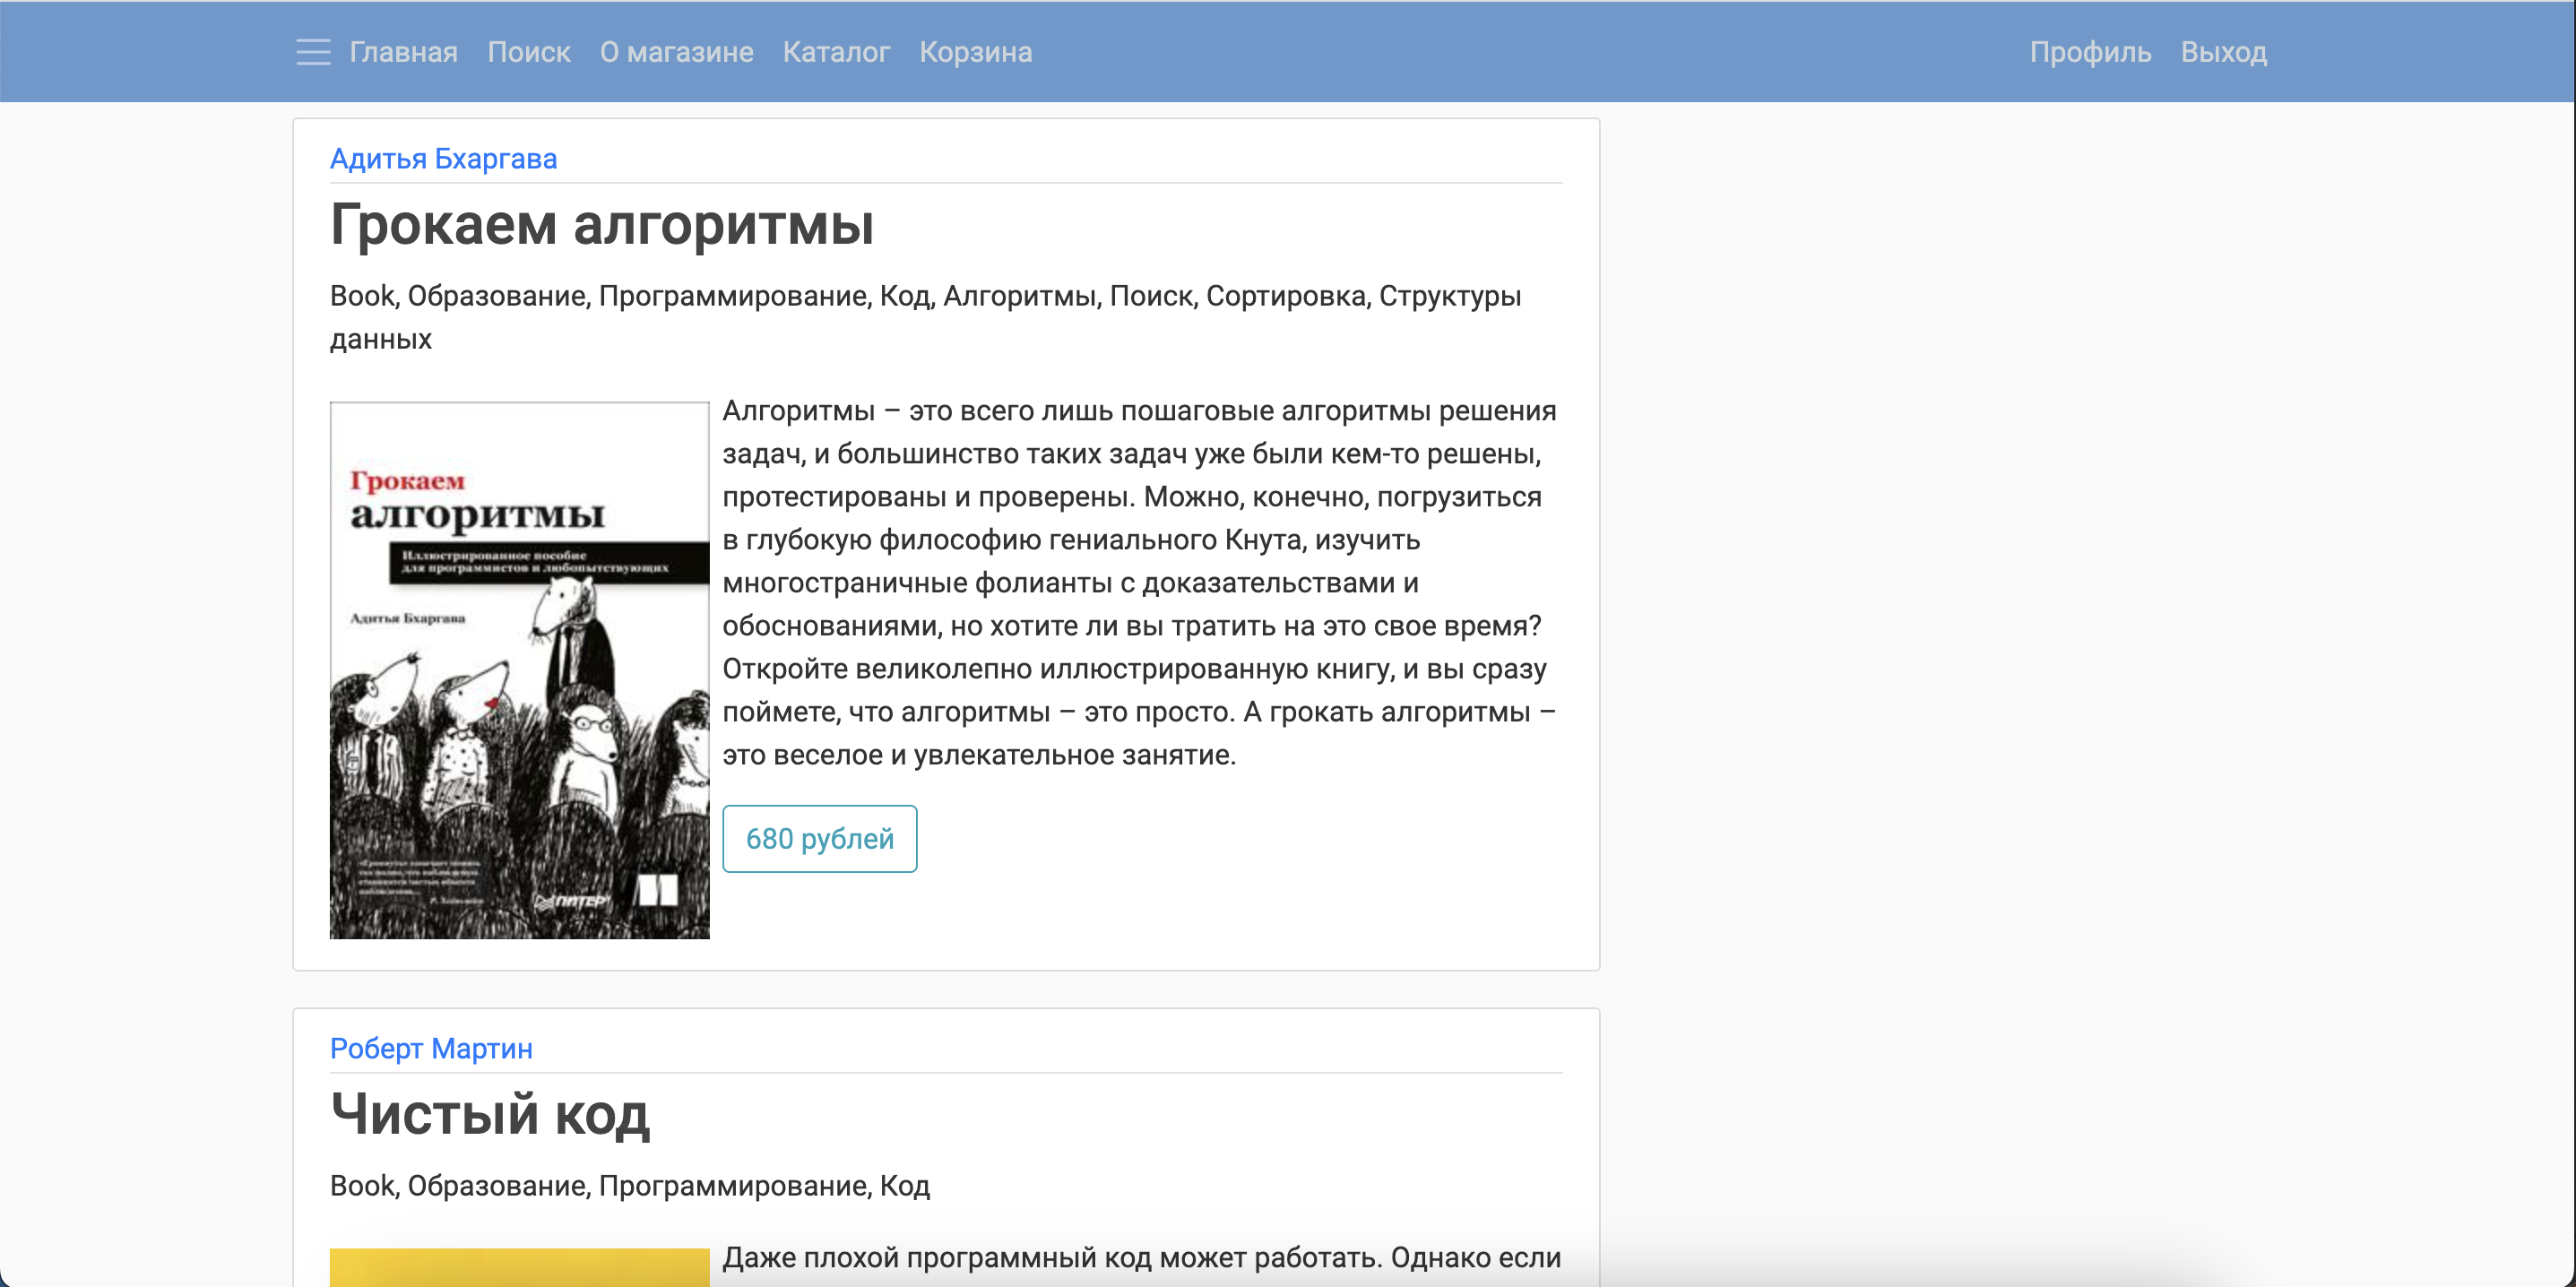 Главная Поиск О магазине Каталог Корзина Профиль Выход
Адитья Бхаргава
Грокаем алгоритмы
Book, Образование, Программирование, Код, Алгоритмы, Поиск, Сортировка, Структуры
данных
Грокаем
алгоритмы
Иллюстрированное пособие
для программистов и любопытствующих
Адитья Бхаргава
ПИТЕР
Алгоритмы – это всего лишь пошаговые алгоритмы решения
задач, и большинство таких задач уже были кем-то решены,
протестированы и проверены. Можно, конечно, погрузиться
в глубокую философию гениального Кнута, изучить
многостраничные фолианты с доказательствами и
обоснованиями, но хотите ли вы тратить на это свое время?
Откройте великолепно иллюстрированную книгу, и вы сразу
поймете, что алгоритмы – это просто. А грокать алгоритмы –
это веселое и увлекательное занятие.
680 рублей
Роберт Мартин
Чистый код
Book, Образование, Программирование, Код
Даже плохой программный код может работать. Однако если